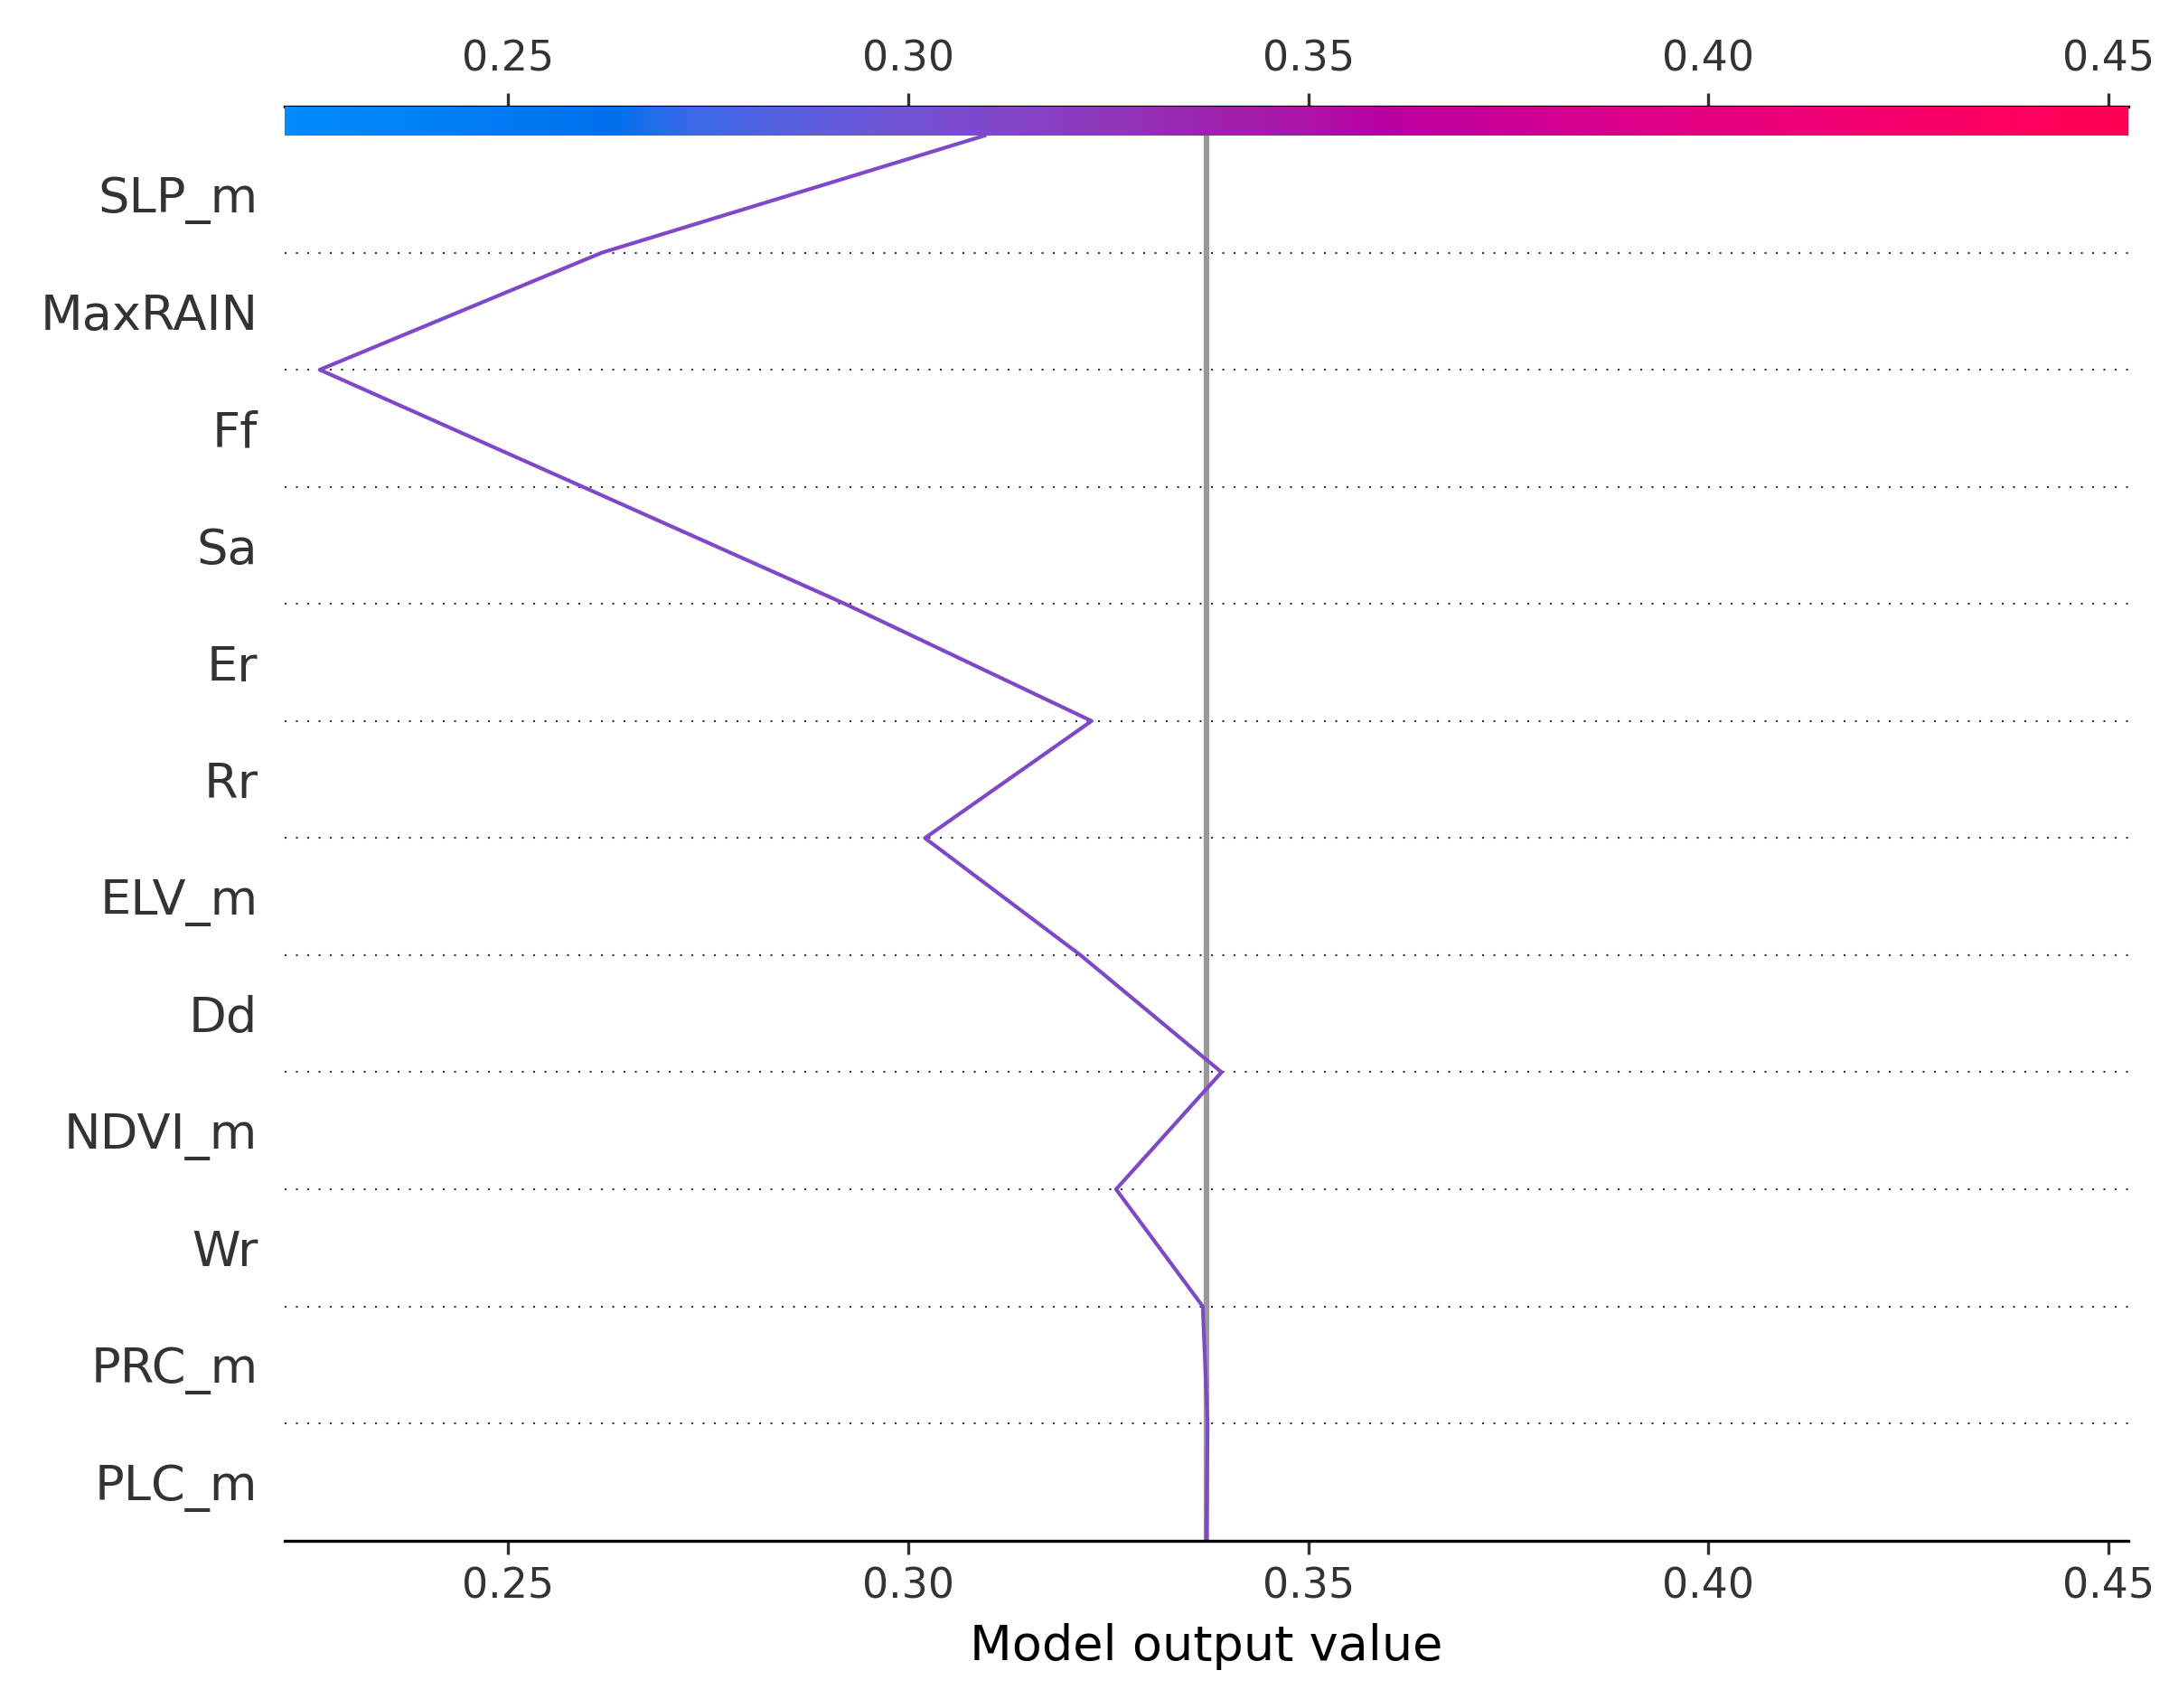 0.25 0.30 0.35 0.40 0.45
SLP_m
MaxRAIN
Ff
Sa
Er
Rr
ELV_m
Dd
NDVI_m
Wr
PRC_m
PLC_m
0.25 0.30 0.35 0.40 0.45
Model output value